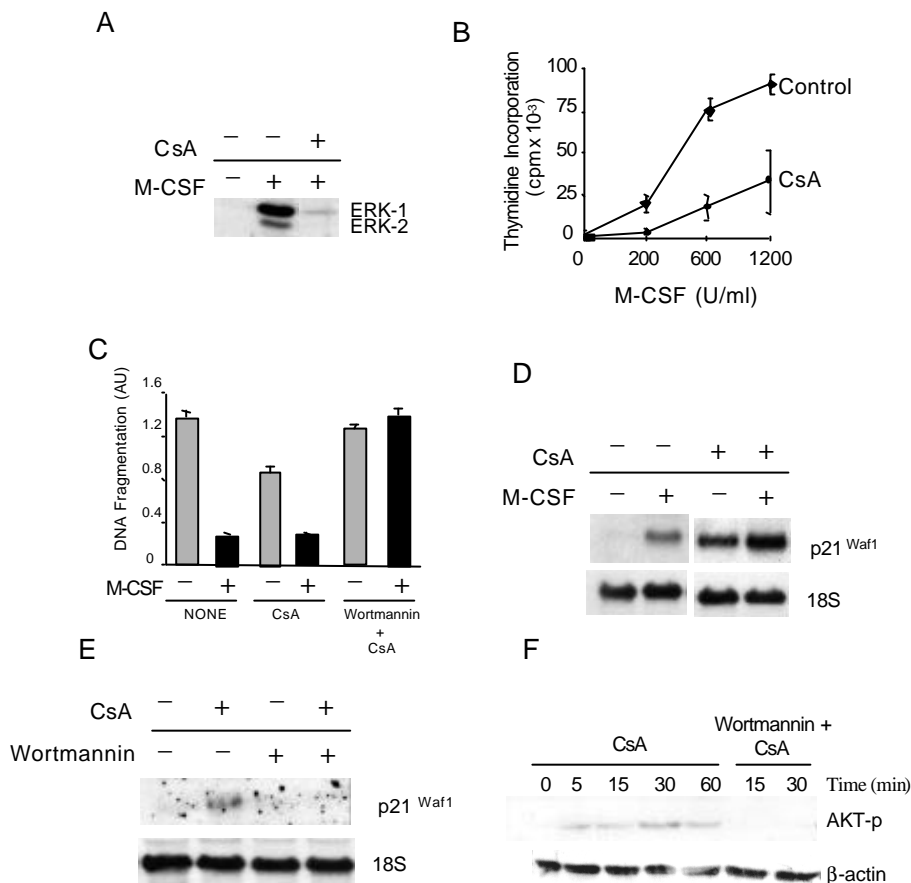 A
CsA − − +
M-CSF − + +
ERK-1
ERK-2
B
Thymidine Incorporation
(cpm x 10-3)
100
75
50
25
0
Control
CsA
0 200 600 1200
M-CSF (U/ml)
C
DNA Fragmentation (AU)
1.6
1.2
0.8
0.4
0
M-CSF − + − + − +
NONE CsA Wortmannin
+
CsA
D
CsA − − + +
M-CSF − + − +
p21 Waf1
18S
E
CsA − + − +
Wortmannin − − + +
p21 Waf1
18S
F
CsA Wortmannin +
CsA
0 5 15 30 60 15 30 Time (min)
AKT-p
β-actin